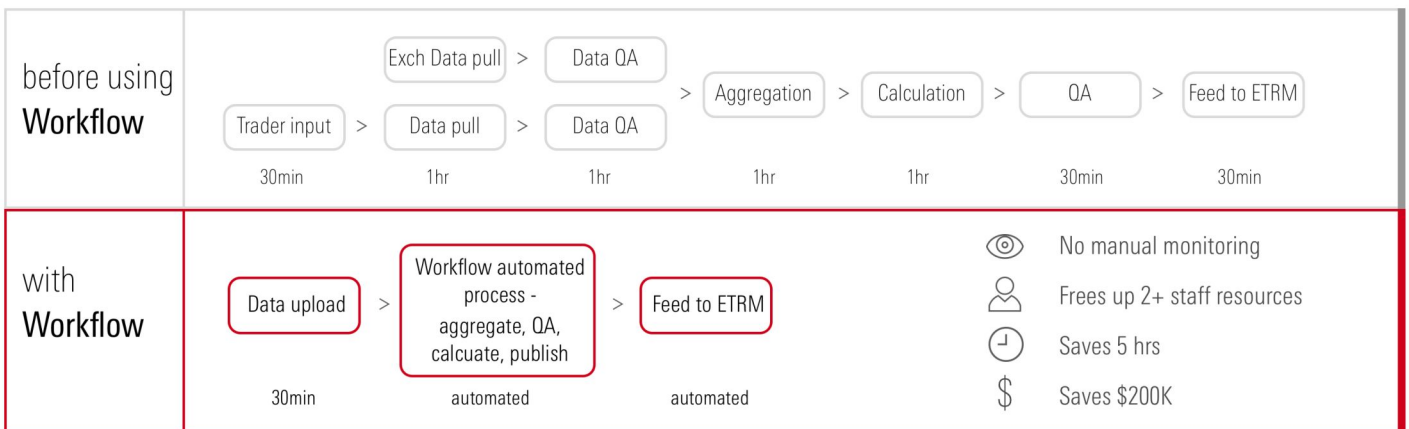 before using
Workflow
Exch Data pull > Data QA
Trader input > Data pull > Data QA
> Aggregation > Calculation > QA > Feed to ETRM
30min 1hr 1hr 1hr 1hr 30min 30min
with
Workflow
Data upload > Workflow automated
process -
aggregate, QA,
calcuate, publish
> Feed to ETRM
30min automated automated
No manual monitoring
Frees up 2+ staff resources
Saves 5 hrs
$ Saves $200K